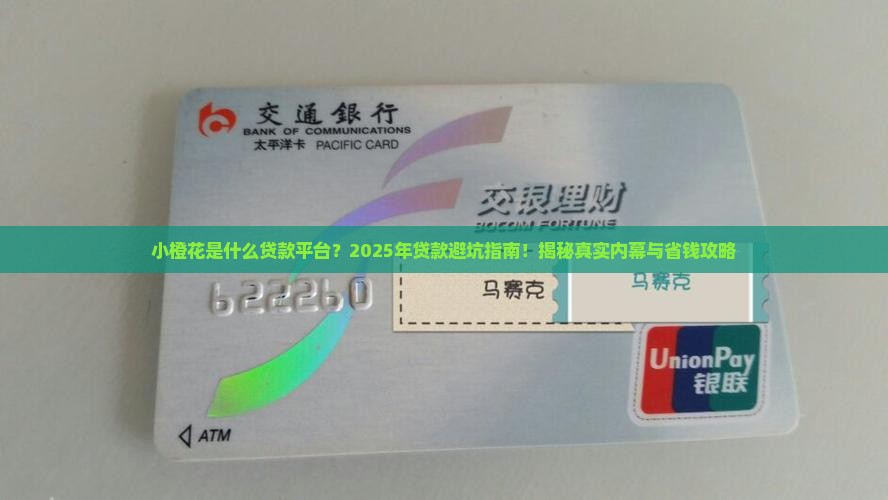 交通銀行
BANK OF COMMUNICATIONS
太平洋卡 PACIFIC CARD
交银理财
BOCOM FORTUNE
小橙花是什么贷款平台？2025年贷款避坑指南！揭秘真实内幕与省钱攻略
622260
马赛克
马赛克
UnionPay
银联
ATM